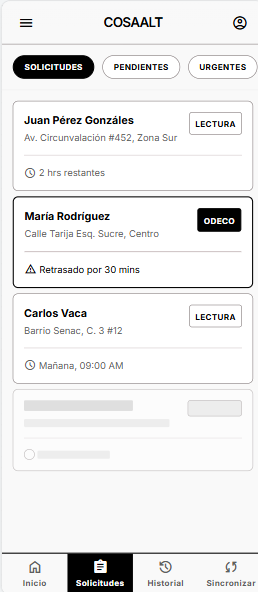 COSAALT
SOLICITUDES
PENDIENTES
URGENTES
Juan Pérez Gonzáles
LECTURA
Av. Circunvalación #452, Zona Sur
2 hrs restantes
María Rodríguez
ODECO
Calle Tarija Esq. Sucre, Centro
Retrasado por 30 mins
Carlos Vaca
LECTURA
Barrio Senac, C. 3 #12
Mañana, 09:00 AM
Inicio
Solicitudes
Historial
Sincronizar